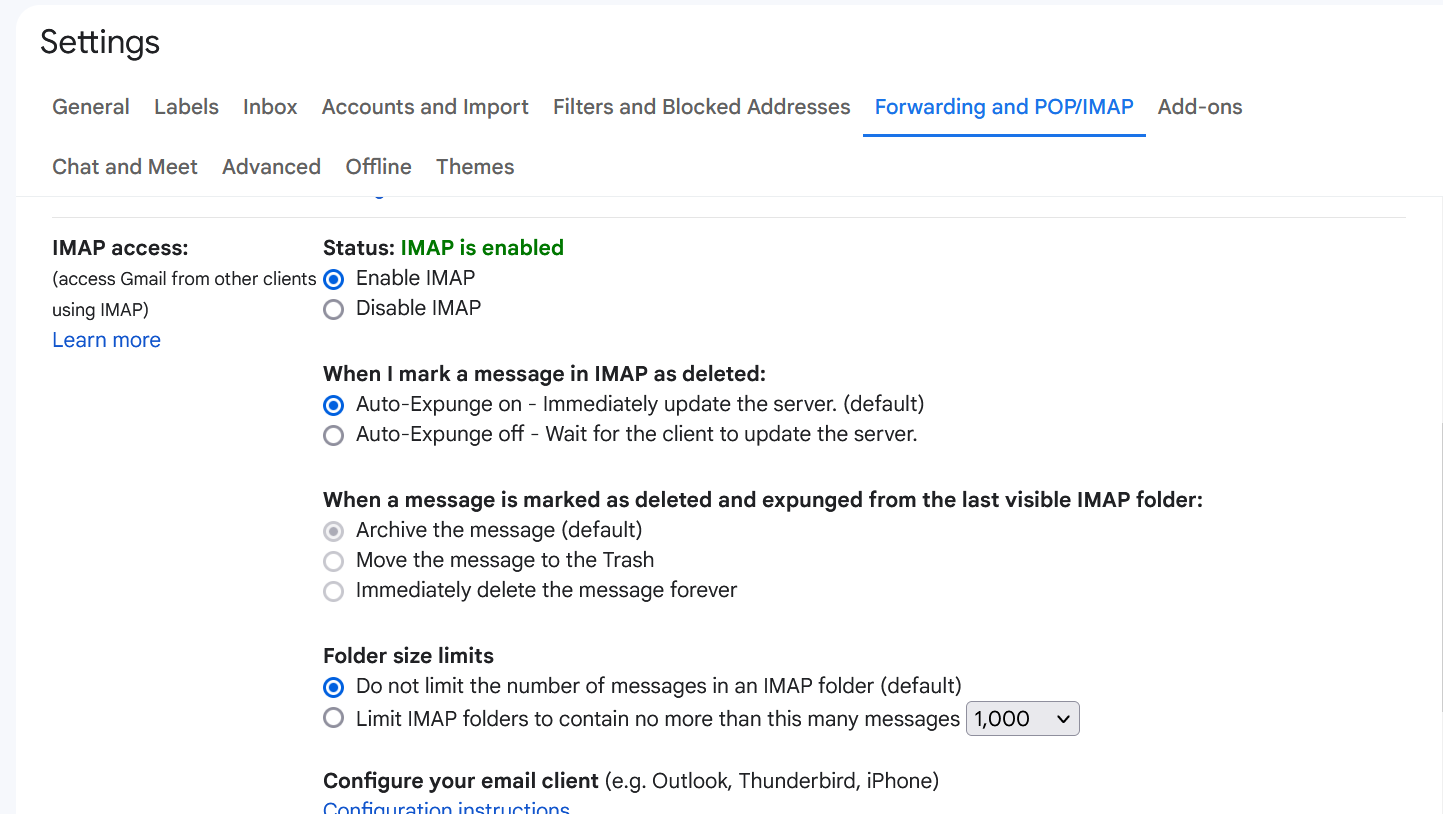 Settings
General Labels Inbox Accounts and Import Filters and Blocked Addresses Forwarding and POP/IMAP Add-ons
Chat and Meet Advanced Offline Themes
IMAP access:
(access Gmail from other clients
using IMAP)
Learn more
Status: IMAP is enabled
Enable IMAP
Disable IMAP
When I mark a message in IMAP as deleted:
Auto-Expunge on - Immediately update the server. (default)
Auto-Expunge off - Wait for the client to update the server.
When a message is marked as deleted and expunged from the last visible IMAP folder:
Archive the message (default)
Move the message to the Trash
Immediately delete the message forever
Folder size limits
Do not limit the number of messages in an IMAP folder (default)
Limit IMAP folders to contain no more than this many messages 1,000
Configure your email client (e.g. Outlook, Thunderbird, iPhone)
Configuration instructions